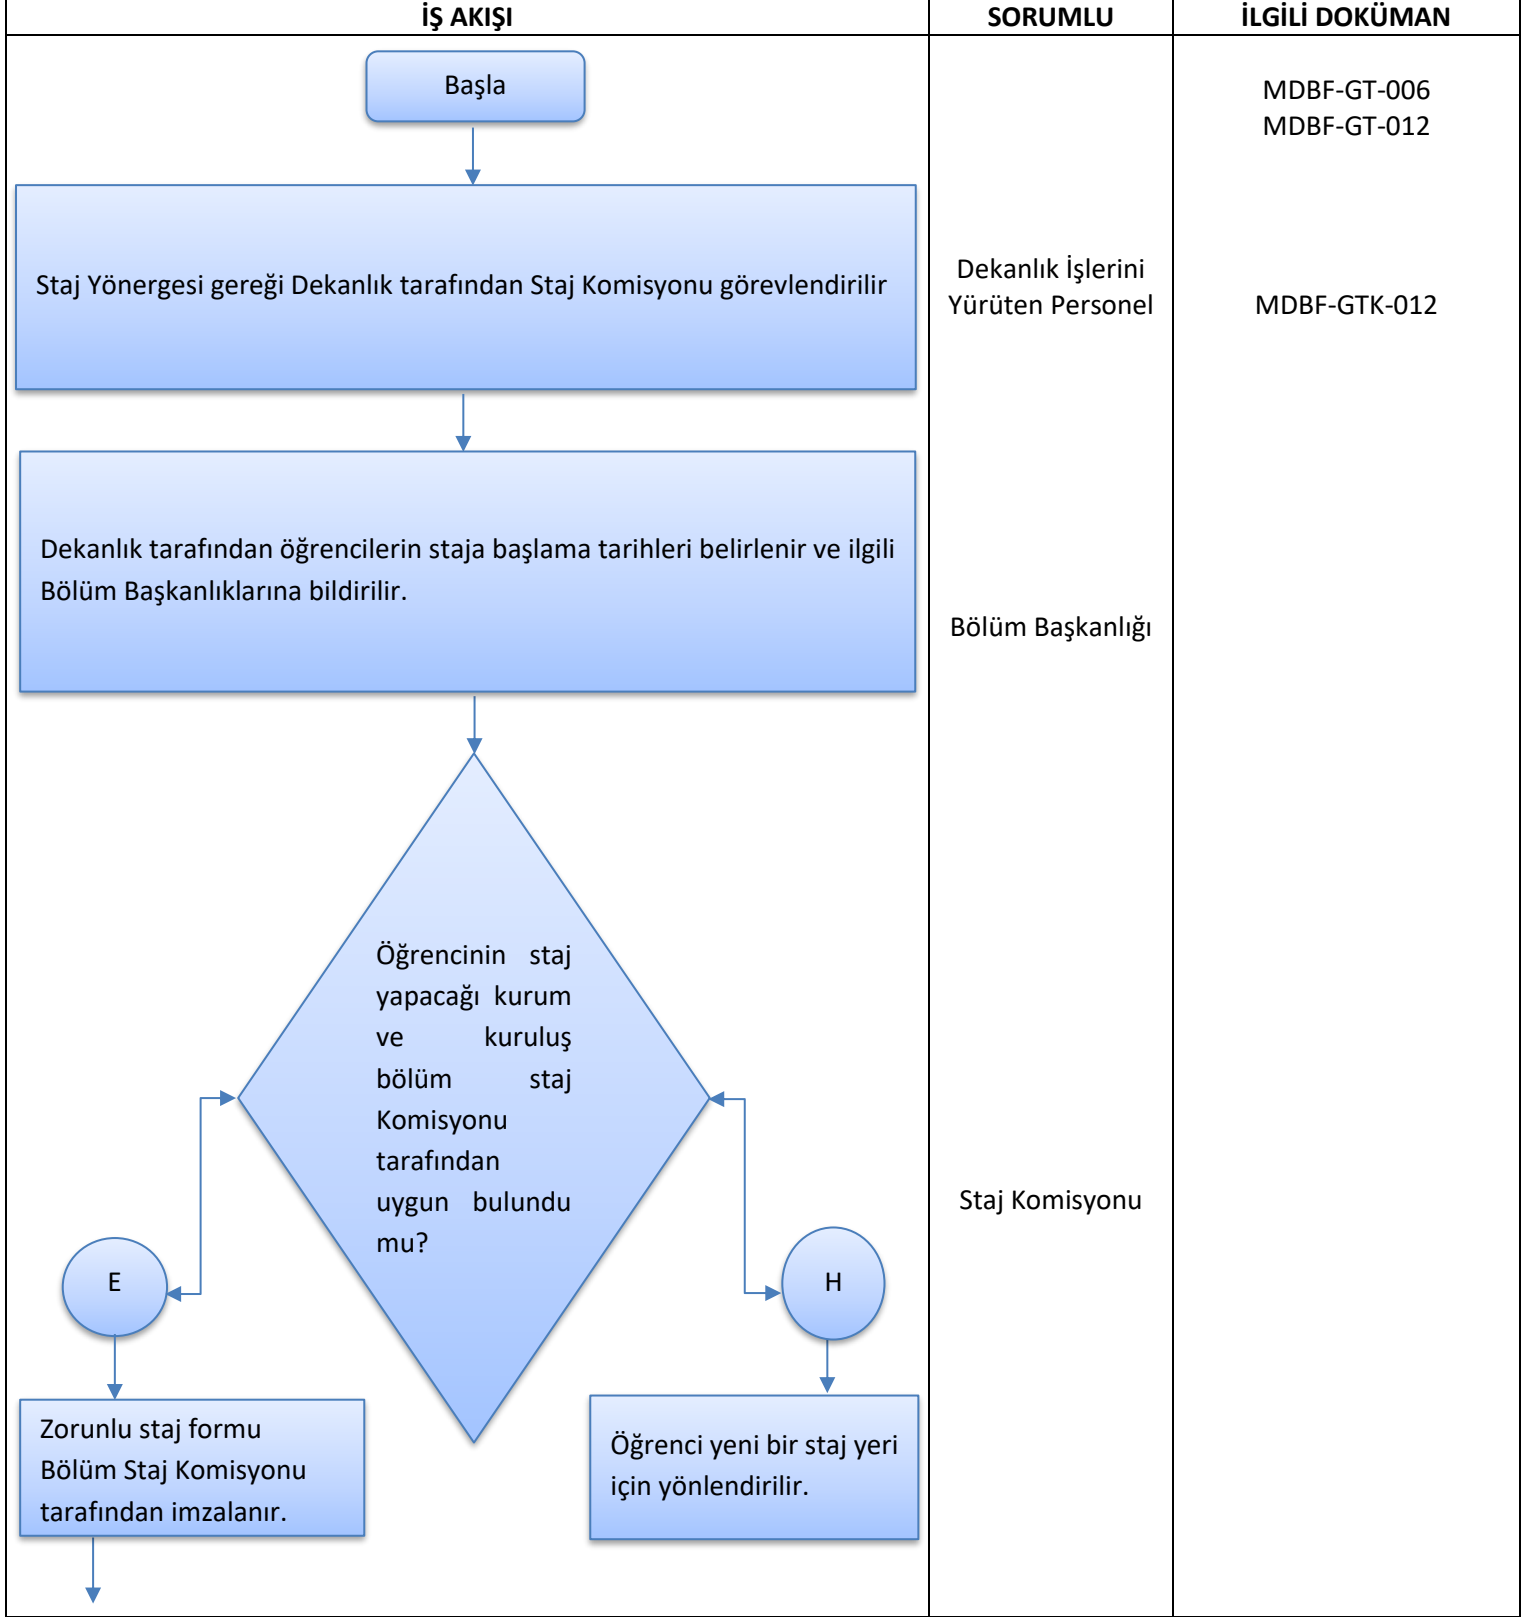 İŞ AKIŞI
SORUMLU
İLGİLİ DOKÜMAN
Başla
MDBF-GT-006
MDBF-GT-012
Staj Yönergesi gereği Dekanlık tarafından Staj Komisyonu görevlendirilir
Dekanlık İşlerini
Yürüten Personel
MDBF-GTK-012
Dekanlık tarafından öğrencilerin staja başlama tarihleri belirlenir ve ilgili
Bölüm Başkanlıklarına bildirilir.
Bölüm Başkanlığı
Öğrencinin staj
yapacağı kurum
ve kuruluş
bölüm staj
Komisyonu
tarafından
uygun bulundu
mu?
Staj Komisyonu
E
H
Zorunlu staj formu
Bölüm Staj Komisyonu
tarafından imzalanır.
Öğrenci yeni bir staj yeri
için yönlendirilir.